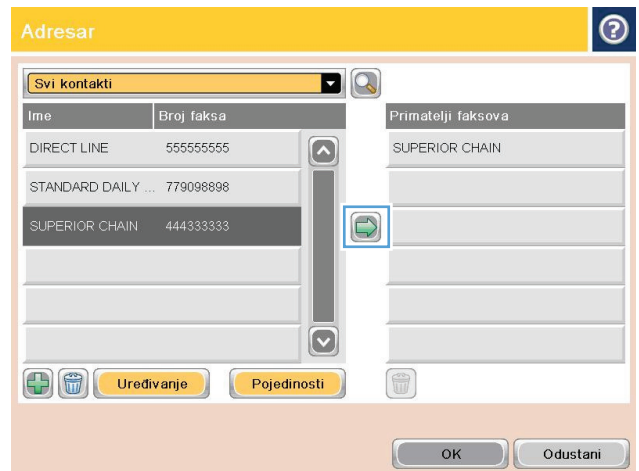 Adresar
Svi kontakti
Ime Broj faksa
DIRECT LINE 555555555
STANDARD DAILY ... 779098898
SUPERIOR CHAIN 444333333
Primatelji faksova
SUPERIOR CHAIN
Uređivanje Pojedinosti
OK Odustani